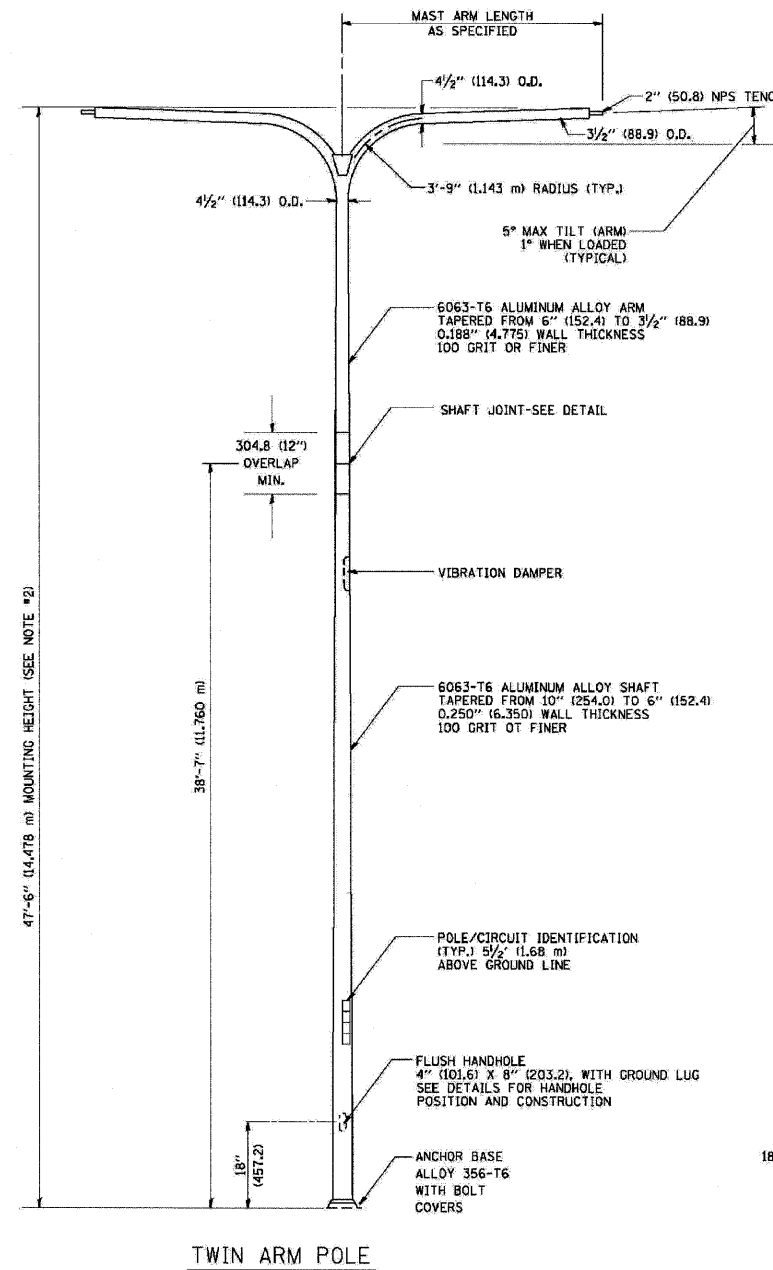 MAST ARM LENGTH
AS SPECIFIED
4½" (114.3) O.D.
2" (50.8) NPS TENO
3½" (88.9) O.D.
3'-9" (1.143 m) RADIUS (TYP.)
4½" (114.3) O.D.
5° MAX TILT (ARM)
1° WHEN LOADED
(TYPICAL)
6063-T6 ALUMINUM ALLOY ARM
TAPERED FROM 6" (152.4) TO 3½" (88.9)
0.188" (4.775) WALL THICKNESS
100 GRIT OR FINER
SHAFT JOINT-SEE DETAIL
304.8 (12")
OVERLAP
MIN.
VIBRATION DAMPER
47'-6" (14.478 m) MOUNTING HEIGHT (SEE NOTE #2)
38'-7" (11.760 m)
6063-T6 ALUMINUM ALLOY SHAFT
TAPERED FROM 10" (254.0) TO 6" (152.4)
0.250" (6.350) WALL THICKNESS
100 GRIT OT FINER
POLE/CIRCUIT IDENTIFICATION
(TYP.) 5½' (1.68 m)
ABOVE GROUND LINE
FLUSH HANDHOLE
4" (101.6) X 8" (203.2), WITH GROUND LUG
SEE DETAILS FOR HANDHOLE
POSITION AND CONSTRUCTION
18"
(457.2)
ANCHOR BASE
ALLOY 356-T6
WITH BOLT
COVERS
18
TWIN ARM POLE